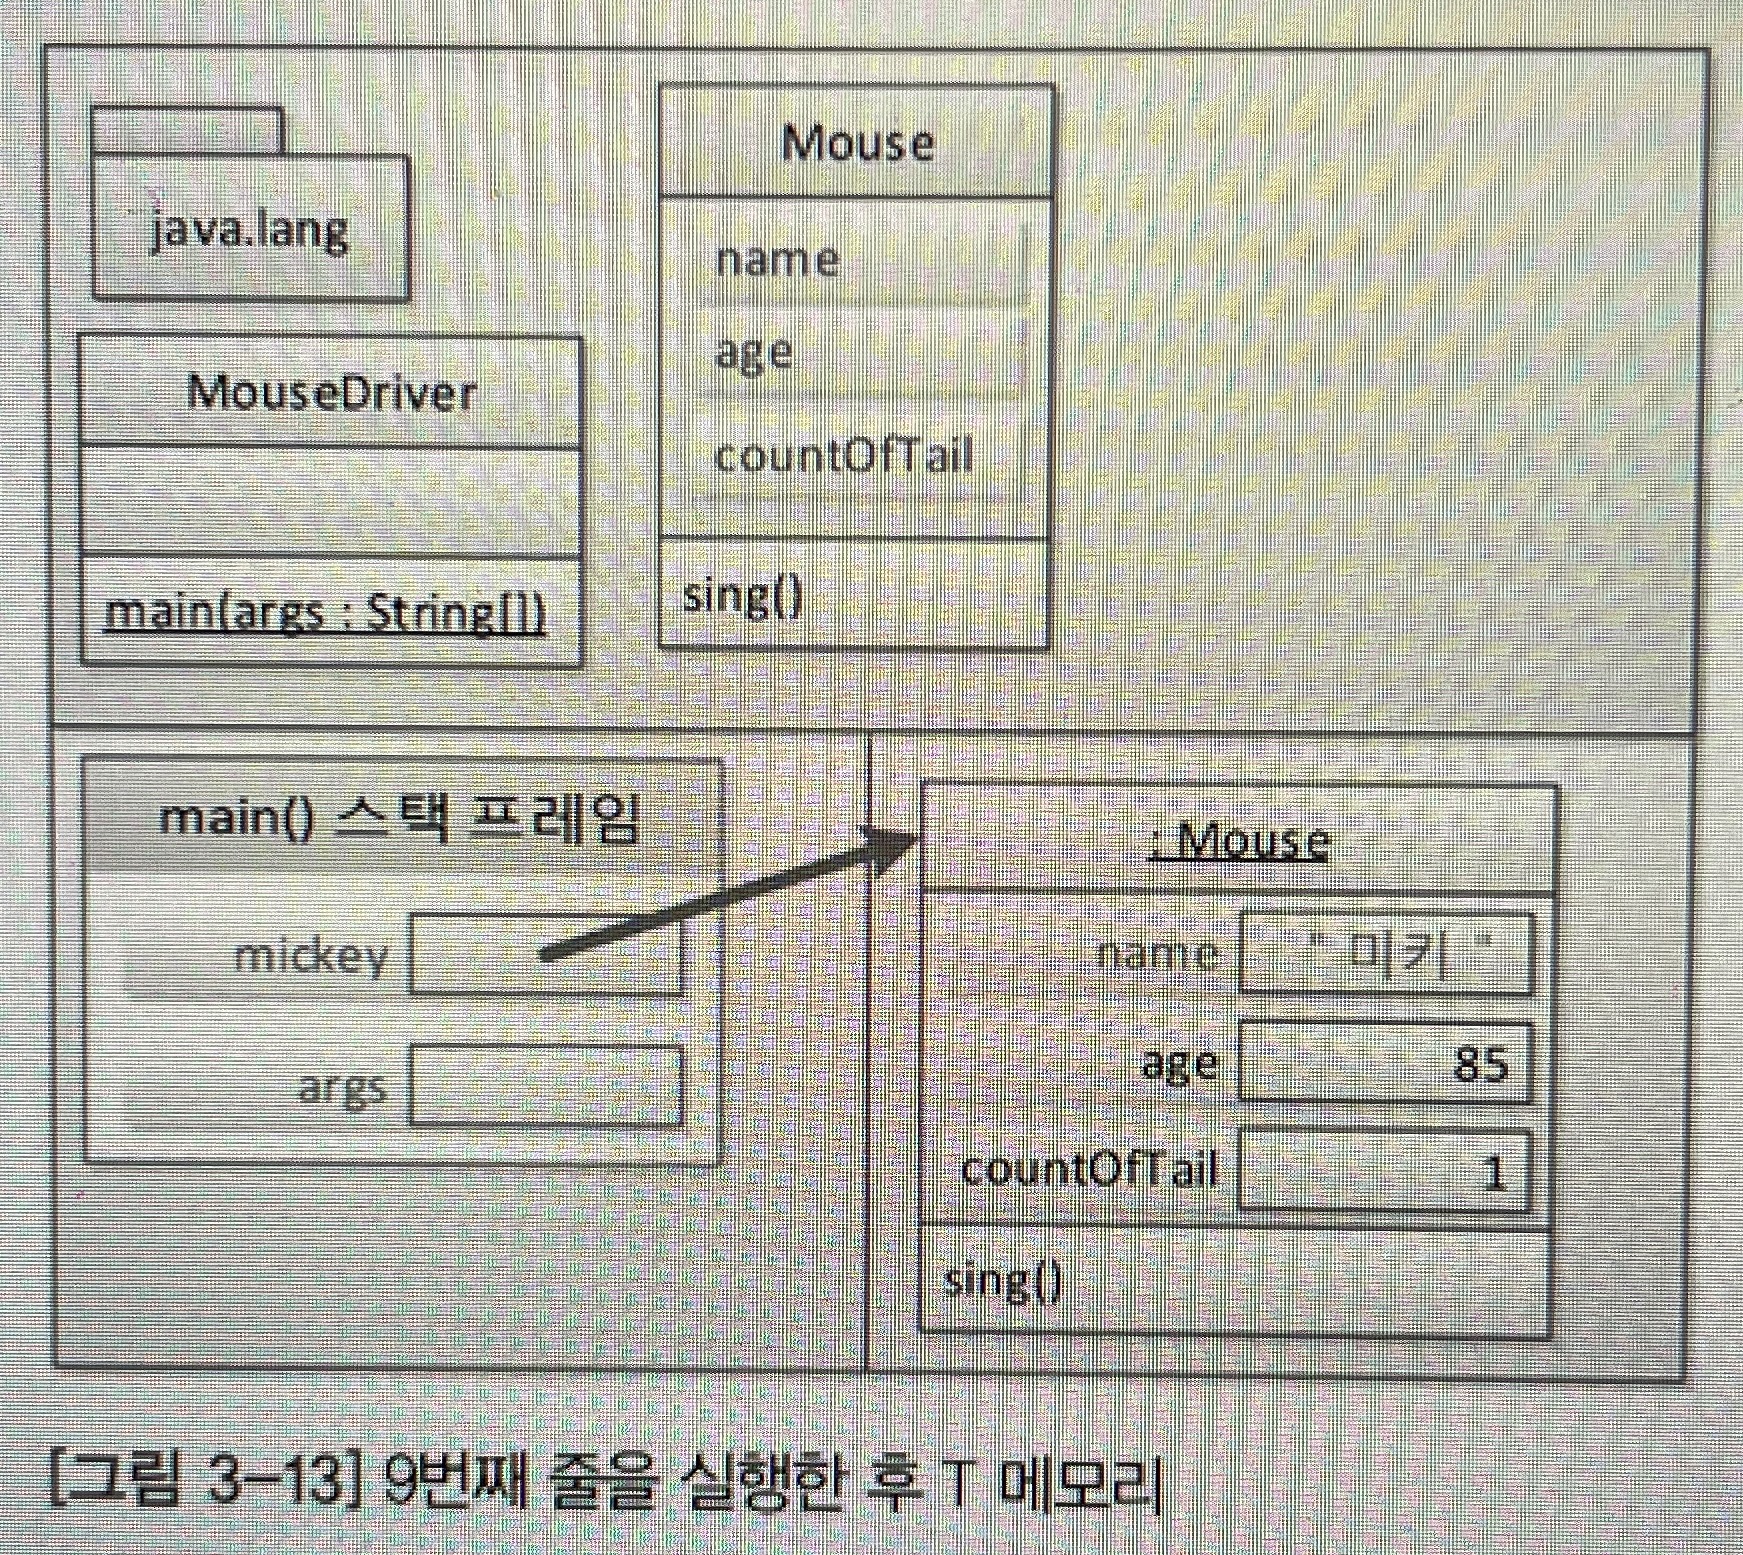 java.lang
MouseDriver
main(args : String[])
Mouse
name
age
countOfTail
sing()
main() 스택 프레임
mickey
args
: Mouse
name " 미키 "
age 85
countOfTail 1
sing()
[그림 3-13] 9번째 줄을 실행한 후 T 메모리